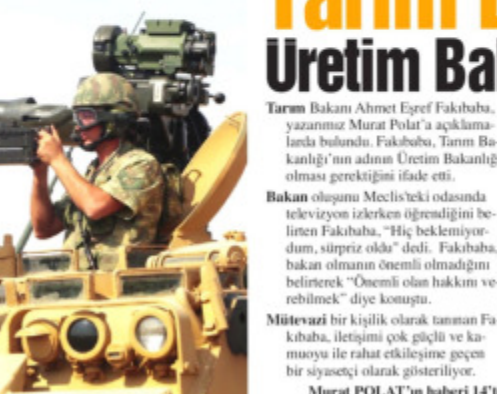 Tarım
Üretim Ba
Tarım Bakanı Ahmet Eşref Fakıbaba,
yazarımız Murat Polat'a açıklama-
larda bulundu. Fakıbaba, Tarım Ba-
kanlığı'nın adının Üretim Bakanlığ
olması gerektiğini ifade etti.
Bakan oluşunu Meclis'teki odasında
televizyon izlerken öğrendiğini be-
lirten Fakıbaba, "Hiç beklemiyor-
dum, sürpriz oldu" dedi. Fakıbaba,
bakan olmanın önemli olmadığını
belirterek "Önemli olan hakkını ve-
rebilmek" diye konuştu.
Mütevazi bir kişilik olarak tanınan Fa-
kıbaba, iletişimi çok güçlü ve ka-
muoyu ile rahat etkileşime geçen
bir siyasetçi olarak gösteriliyor.
Murat POLAT'ın haberi 14't